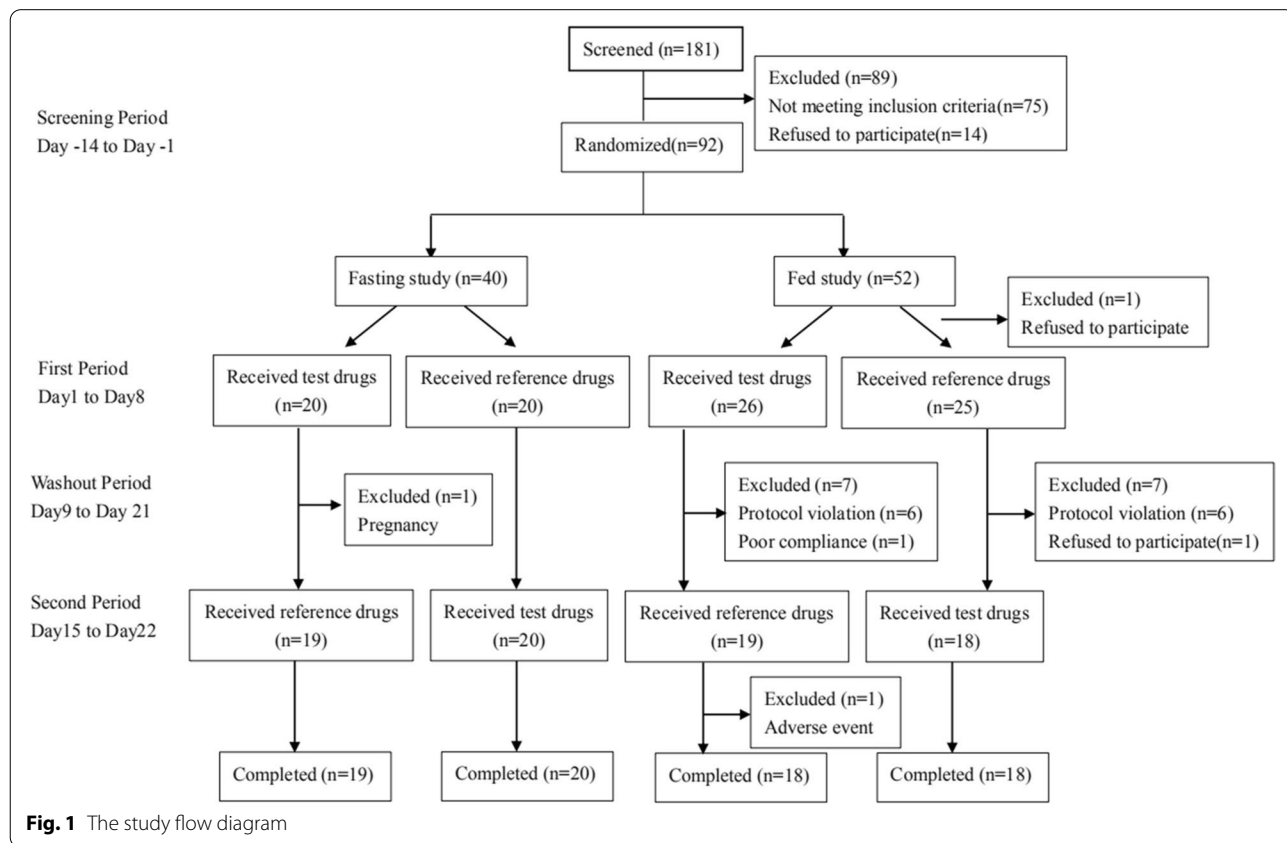 Screened (n=181)
Excluded (n=89)
Not meeting inclusion criteria(n=75)
Refused to participate(n=14)
Screening Period
Day -14 to Day -1
Randomized(n=92)
Fasting study (n=40)
Fed study (n=52)
Excluded (n=1)
Refused to participate
First Period
Day1 to Day8
Received test drugs
(n=20)
Received reference drugs
(n=20)
Received test drugs
(n=26)
Received reference drugs
(n=25)
Washout Period
Day9 to Day 21
Excluded (n=1)
Pregnancy
Excluded (n=7)
Protocol violation (n=6)
Poor compliance (n=1)
Excluded (n=7)
Protocol violation (n=6)
Refused to participate(n=1)
Second Period
Day15 to Day22
Received reference drugs
(n=19)
Received test drugs
(n=20)
Received reference drugs
(n=19)
Received test drugs
(n=18)
Excluded (n=1)
Adverse event
Completed (n=19)
Completed (n=20)
Completed (n=18)
Completed (n=18)
Fig. 1 The study flow diagram